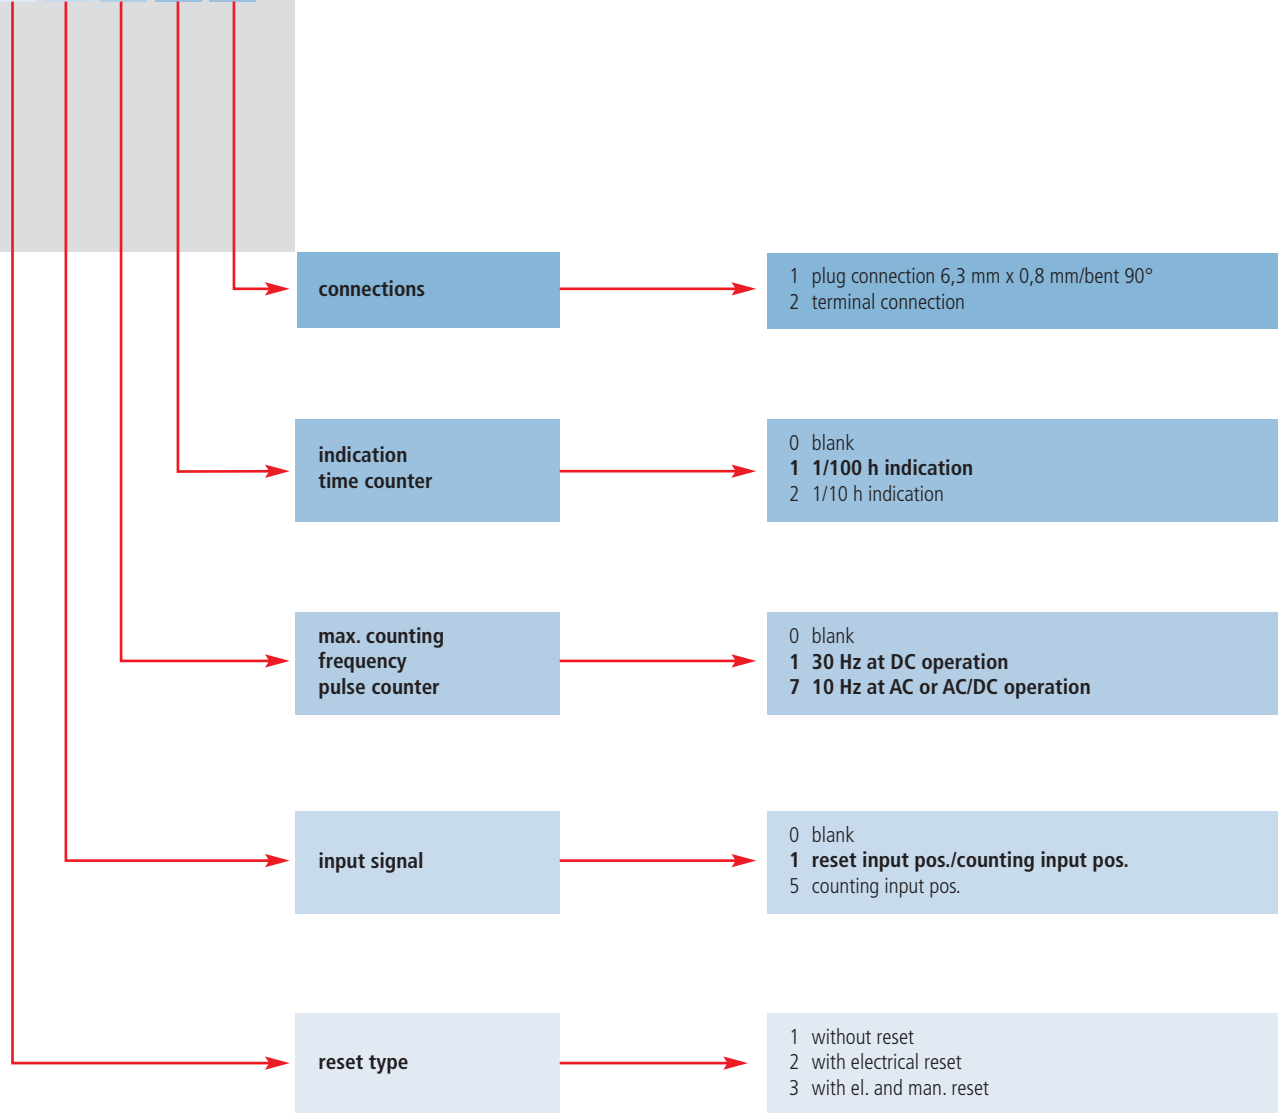 connections
1 plug connection 6,3 mm x 0,8 mm/bent 90°
2 terminal connection
indication
time counter
0 blank
1 1/100 h indication
2 1/10 h indication
max. counting
frequency
pulse counter
0 blank
1 30 Hz at DC operation
7 10 Hz at AC or AC/DC operation
input signal
0 blank
1 reset input pos./counting input pos.
5 counting input pos.
reset type
1 without reset
2 with electrical reset
3 with el. and man. reset